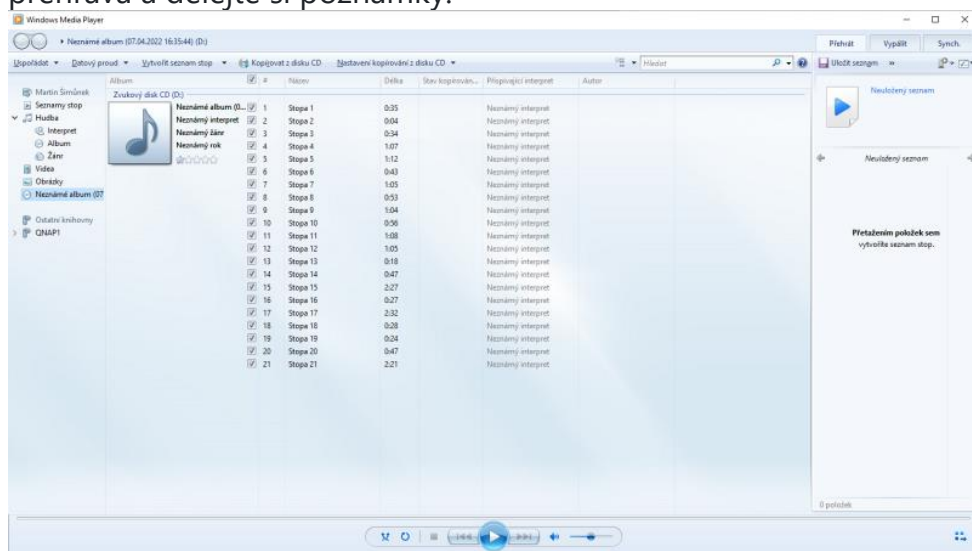 přehrává a dělejte si poznámky.
Windows Media Player
Neznámé album (07.04.2022 16:35:44) (D:)
Přehrát Vypálit Synch.
Uspořádat Datový proud Vytvořit seznam stop Kopírovat z disku CD Nastavení kopírování z disku CD Hledat Uložit seznam »
Album # Název Délka Stav kopírován... Přispívající interpret Autor
Martin Šimůnek
Seznamy stop
Hudba
Interpret
Album
Žánr
Videa
Obrázky
Neznámé album (07
Ostatní knihovny
QNAP1
Zvukový disk CD (D:)
Neznámé album (0...
Neznámý interpret
Neznámý žánr
Neznámý rok
1 Stopa 1 0:35 Neznámý interpret
2 Stopa 2 0:04 Neznámý interpret
3 Stopa 3 0:34 Neznámý interpret
4 Stopa 4 1:07 Neznámý interpret
5 Stopa 5 1:12 Neznámý interpret
6 Stopa 6 0:43 Neznámý interpret
7 Stopa 7 1:05 Neznámý interpret
8 Stopa 8 0:53 Neznámý interpret
9 Stopa 9 1:04 Neznámý interpret
10 Stopa 10 0:56 Neznámý interpret
11 Stopa 11 1:08 Neznámý interpret
12 Stopa 12 1:05 Neznámý interpret
13 Stopa 13 0:18 Neznámý interpret
14 Stopa 14 0:47 Neznámý interpret
15 Stopa 15 2:27 Neznámý interpret
16 Stopa 16 0:27 Neznámý interpret
17 Stopa 17 2:32 Neznámý interpret
18 Stopa 18 0:28 Neznámý interpret
19 Stopa 19 0:24 Neznámý interpret
20 Stopa 20 0:47 Neznámý interpret
21 Stopa 21 2:21 Neznámý interpret
Neuložený seznam
Neuložený seznam
Přetažením položek sem
vytvoříte seznam stop.
0 položek